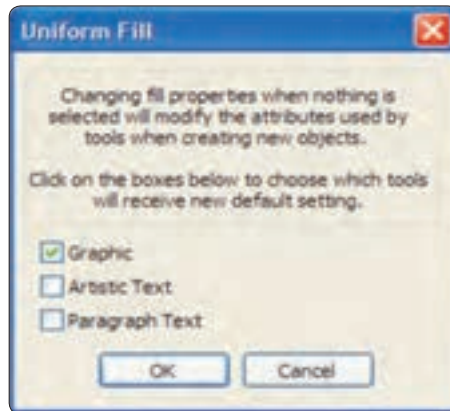 Uniform Fill
Changing fill properties when nothing is
selected will modify the attributes used by
tools when creating new objects.
Click on the boxes below to choose which tools
will receive new default setting.
Graphic
Artistic Text
Paragraph Text
OK
Cancel